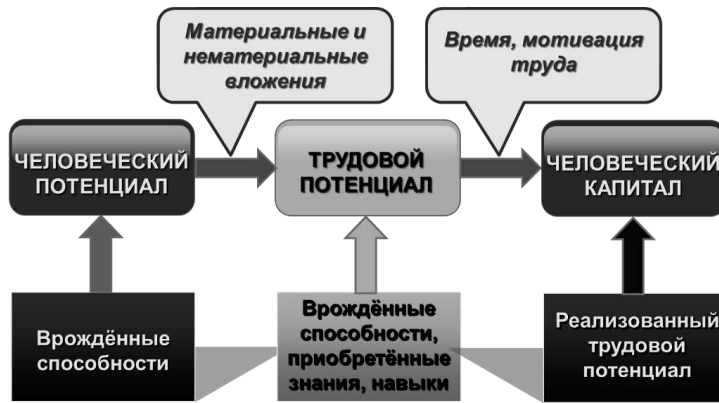 Материальные и
нематериальные
вложения
Время, мотивация
труда
ЧЕЛОВЕЧЕСКИЙ
ПОТЕНЦИАЛ
ТРУДОВОЙ
ПОТЕНЦИАЛ
ЧЕЛОВЕЧЕСКИЙ
КАПИТАЛ
Врождённые
способности
Врождённые
способности,
приобретённые
знания, навыки
Реализованный
трудовой
потенциал